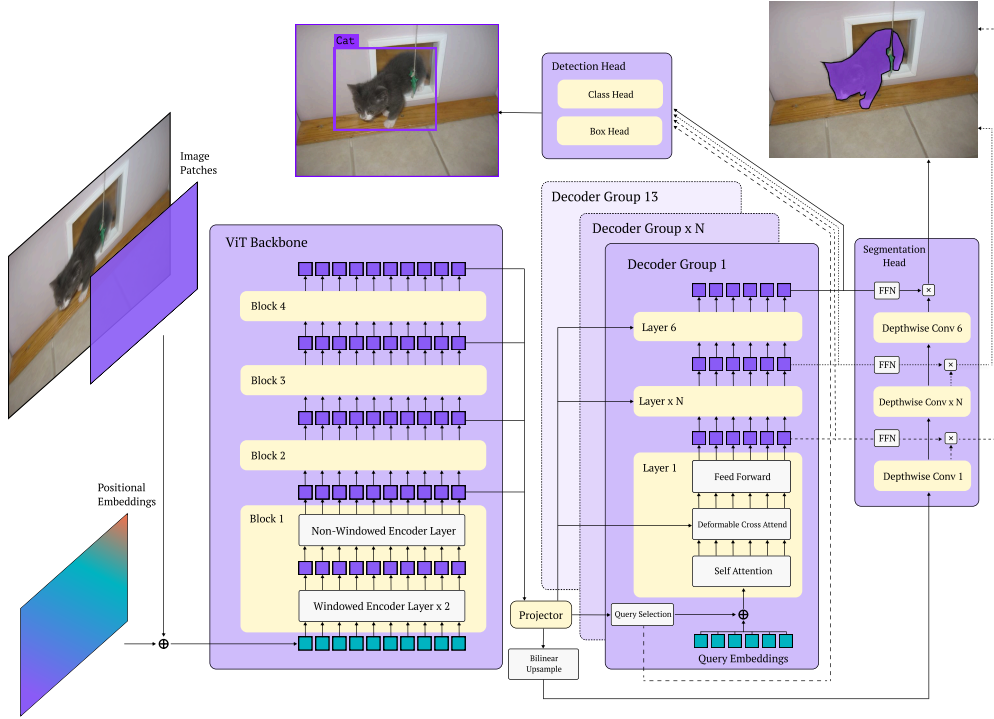 Cat
Detection Head
Class Head
Box Head
Image
Patches
Positional
Embeddings
ViT Backbone
Block 4
Block 3
Block 2
Block 1
Non-Windowed Encoder Layer
Windowed Encoder Layer x 2
Projector
Bilinear
Upsample
Decoder Group 13
Decoder Group x N
Decoder Group 1
Layer 6
Layer x N
Layer 1
Feed Forward
Deformable Cross Attend
Self Attention
Query Selection
Query Embeddings
Segmentation
Head
FFN
×
Depthwise Conv 6
FFN
×
Depthwise Conv x N
FFN
×
Depthwise Conv 1